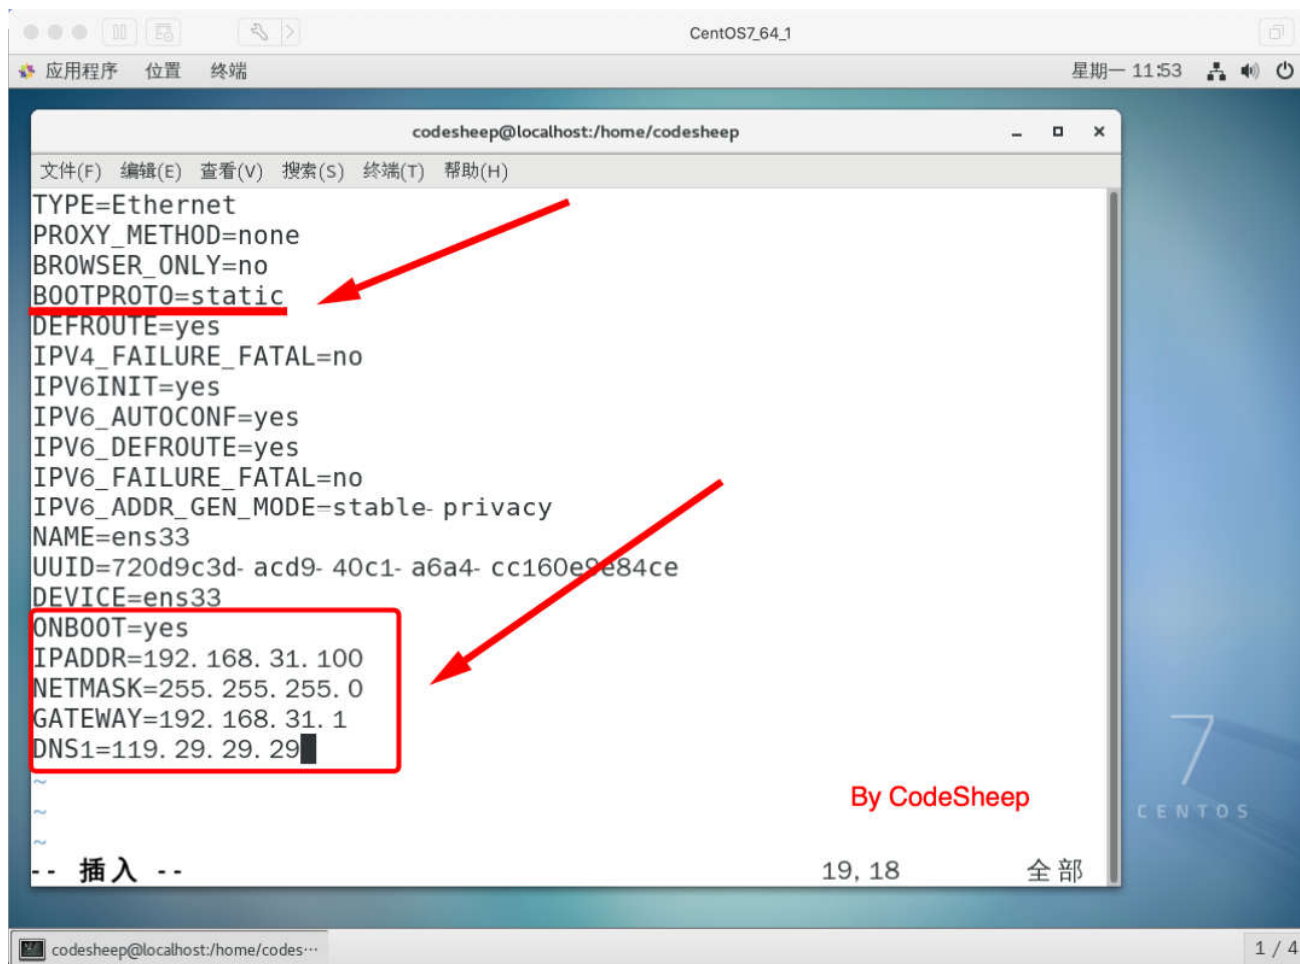 CentOS7_64_1
应用程序 位置 终端 星期一 11:53
codesheep@localhost:/home/codesheep
文件(F) 编辑(E) 查看(V) 搜索(S) 终端(T) 帮助(H)
TYPE=Ethernet
PROXY_METHOD=none
BROWSER_ONLY=no
BOOTPROTO=static
DEFROUTE=yes
IPV4_FAILURE_FATAL=no
IPV6INIT=yes
IPV6_AUTOCONF=yes
IPV6_DEFROUTE=yes
IPV6_FAILURE_FATAL=no
IPV6_ADDR_GEN_MODE=stable-privacy
NAME=ens33
UUID=720d9c3d-acd9-40c1-a6a4-cc160e9e84ce
DEVICE=ens33
ONBOOT=yes
IPADDR=192.168.31.100
NETMASK=255.255.255.0
GATEWAY=192.168.31.1
DNS1=119.29.29.29
~
~
~
By CodeSheep
7
CENTOS
-- 插入 -- 19,18 全部
codesheep@localhost:/home/codes··· 1 / 4